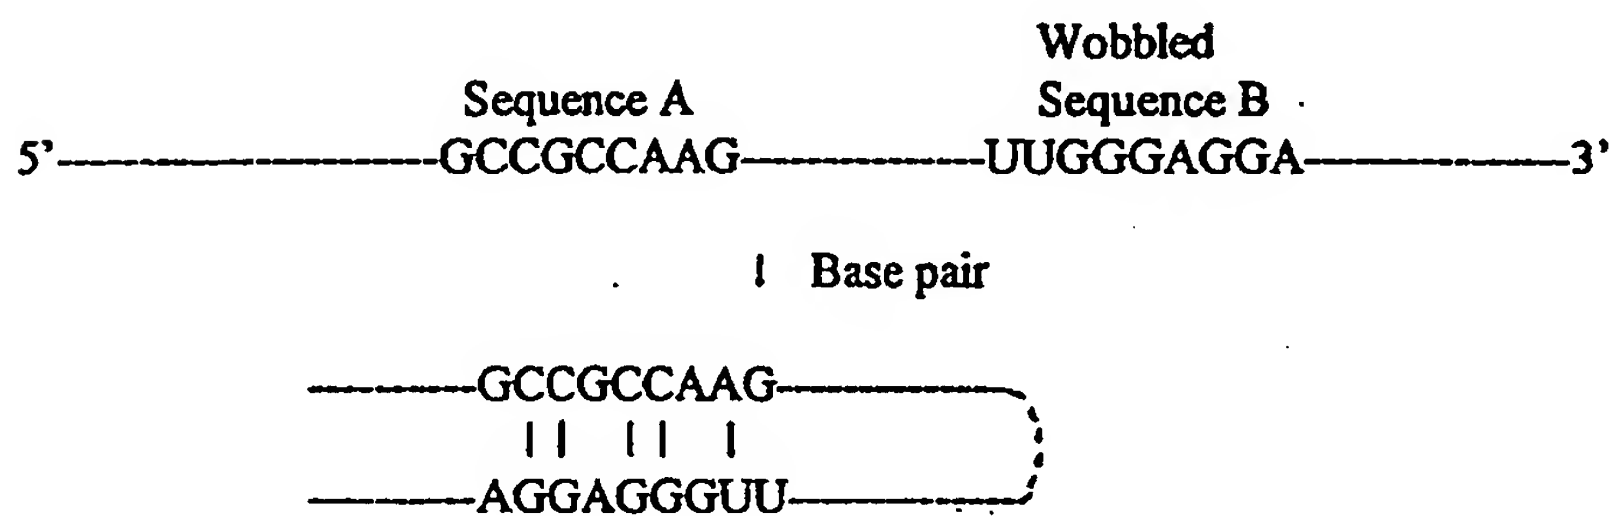 Wobbled
Sequence A Sequence B
5' GCCGCCAAG UUGGGAGGA 3'
Base pair
GCCGCCAAG
AGGAGGGUU